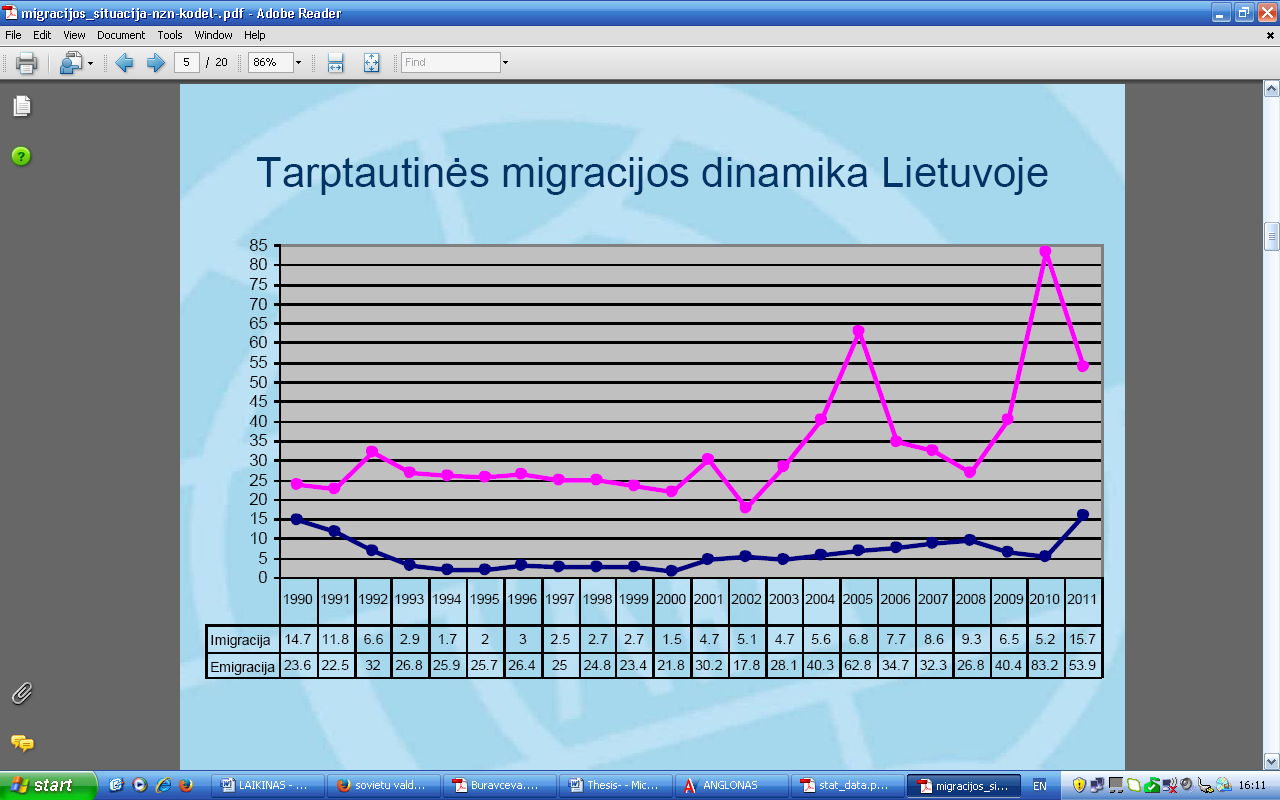 migracijos_situacija-nzn-kodel-.pdf - Adobe Reader
File Edit View Document Tools Window Help
5 / 20 86% Find
Tarptautinės migracijos dinamika Lietuvoje
85
80
75
70
65
60
55
50
45
40
35
30
25
20
15
10
5
0
1990 1991 1992 1993 1994 1995 1996 1997 1998 1999 2000 2001 2002 2003 2004 2005 2006 2007 2008 2009 2010 2011
Imigracija 14.7 11.8 6.6 2.9 1.7 2 3 2.5 2.7 2.7 1.5 4.7 5.1 4.7 5.6 6.8 7.7 8.6 9.3 6.5 5.2 15.7
Emigracija 23.6 22.5 32 26.8 25.9 25.7 26.4 25 24.8 23.4 21.8 30.2 17.8 28.1 40.3 62.8 34.7 32.3 26.8 40.4 83.2 53.9
start LAIKINAS - ... sovietu vald... Buravceva.... Thesis- - Mic... ANGLONAS stat_data.p... migracijos_si... EN 16:11